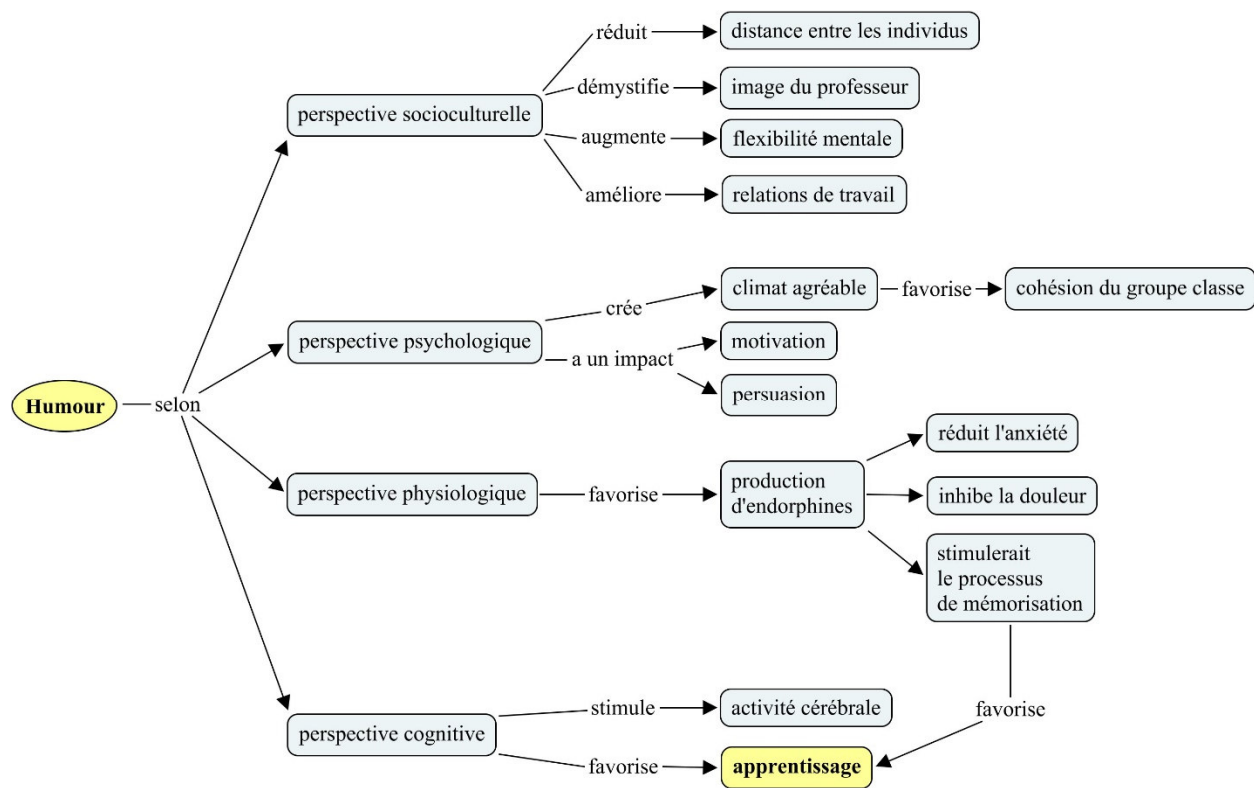 réduit
distance entre les individus
démystifie
image du professeur
perspective socioculturelle
augmente
flexibilité mentale
améliore
relations de travail
crée
climat agréable
favorise
cohésion du groupe classe
perspective psychologique
a un impact
motivation
persuasion
Humour
selon
perspective physiologique
favorise
production
d'endorphines
réduit l'anxiété
inhibe la douleur
stimulerait
le processus
de mémorisation
favorise
perspective cognitive
stimule
activité cérébrale
favorise
apprentissage